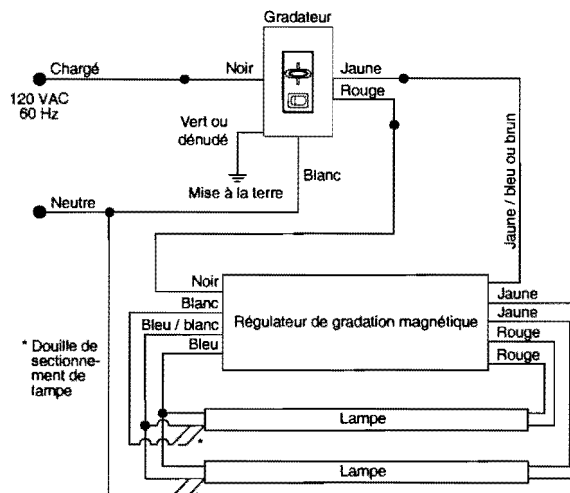 Gradateur
Chargé
Noir
Jaune
Rouge
120 VAC
60 Hz
Vert ou
dénudé
Mise à la terre
Blanc
Neutre
Jaune / bleu ou brun
Noir
Blanc
Bleu / blanc
Bleu
Régulateur de gradation magnétique
Jaune
Jaune
Rouge
Rouge
* Douille de
sectionne-
ment de
lampe
Lampe
*
Lampe